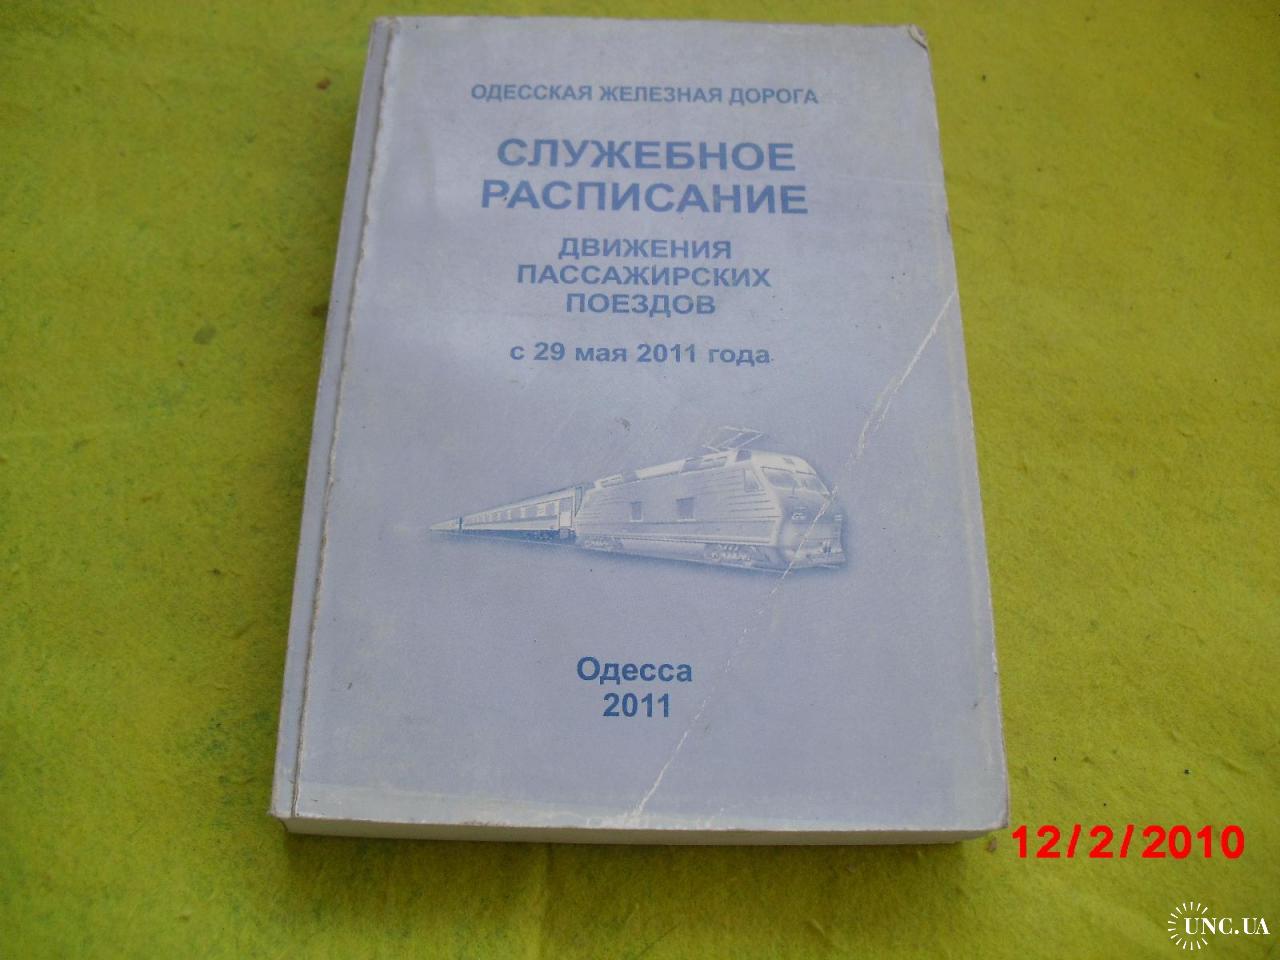 ОДЕССКАЯ ЖЕЛЕЗНАЯ ДОРОГА
СЛУЖЕБНОЕ
РАСПИСАНИЕ
ДВИЖЕНИЯ
ПАССАЖИРСКИХ
ПОЕЗДОВ
с 29 мая 2011 года
Одесса
2011
12/2/2010
UNC.UA